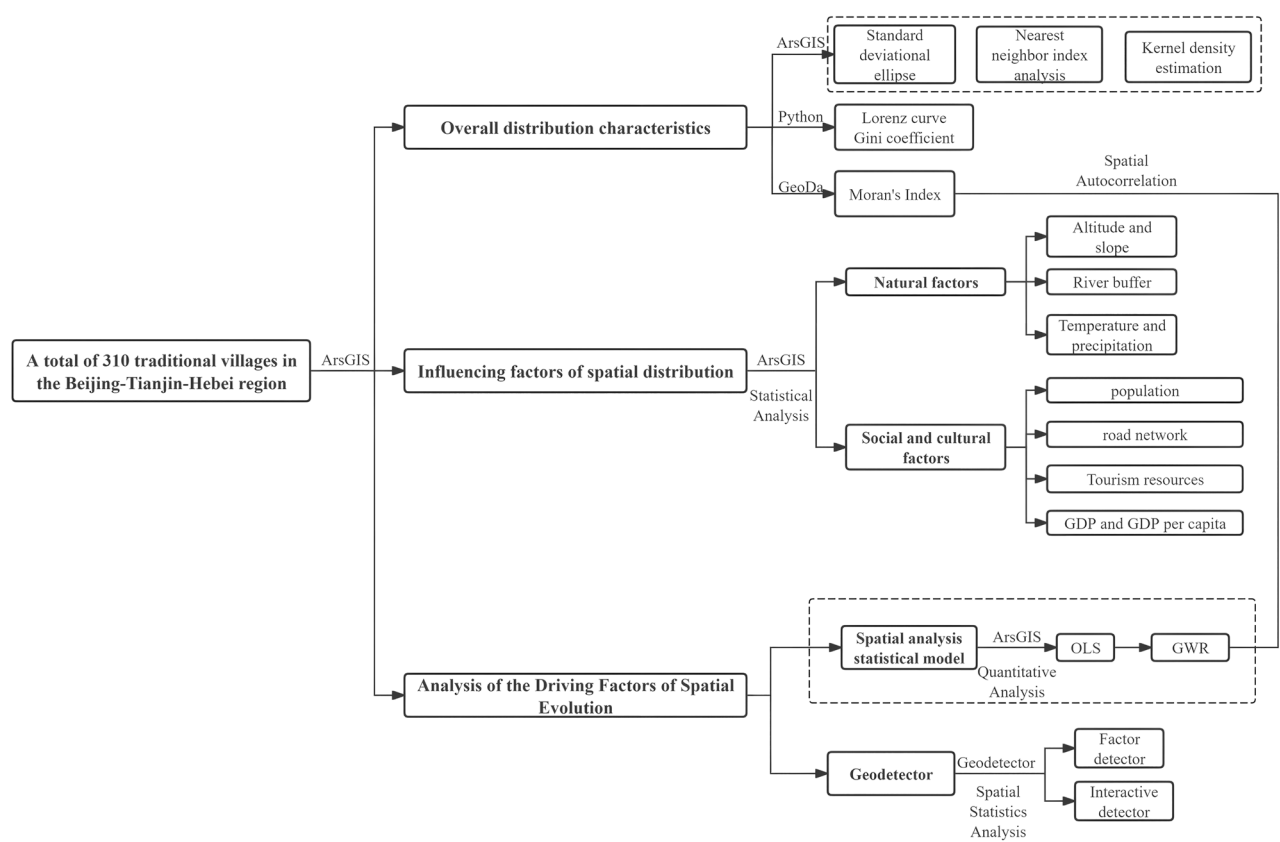 ArsGIS
Standard
deviational
ellipse
Nearest
neighbor index
analysis
Kernel density
estimation
Overall distribution characteristics
Python
Lorenz curve
Gini coefficient
GeoDa
Moran's Index
Spatial
Autocorrelation
A total of 310 traditional villages in
the Beijing-Tianjin-Hebei region
ArsGIS
Influencing factors of spatial distribution
ArsGIS
Statistical
Analysis
Natural factors
Altitude and
slope
River buffer
Temperature and
precipitation
Social and cultural
factors
population
road network
Tourism resources
GDP and GDP per capita
Analysis of the Driving Factors of Spatial
Evolution
Spatial analysis
statistical model
ArsGIS
Quantitative
Analysis
OLS
GWR
Geodetector
Geodetector
Spatial
Statistics
Analysis
Factor
detector
Interactive
detector